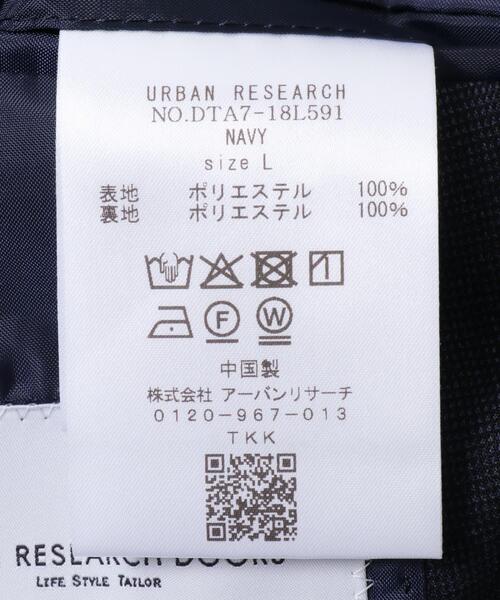 URBAN RESEARCH
NO.DTA7-18L591
NAVY
size L
表地 ポリエステル 100%
裏地 ポリエステル 100%
F W
中国製
株式会社 アーバンリサーチ
0120-967-013
TKK
RESEARCH DOORS
LIFE STYLE TAILOR